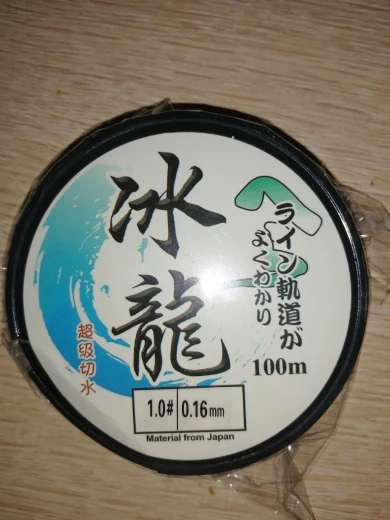 冰龍
ライン軌道が
よくわかり
100m
超级切水
1.0# 0.16mm
Material from Japan